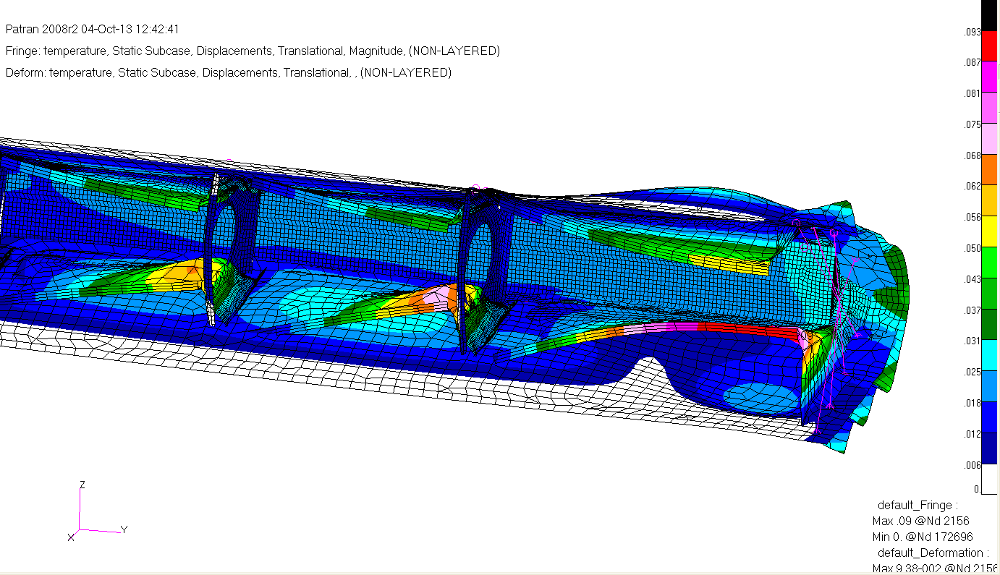 Patran 2008r2 04-Oct-13 12:42:41
Fringe: temperature, Static Subcase, Displacements, Translational, Magnitude, (NON-LAYERED)
Deform: temperature, Static Subcase, Displacements, Translational, , (NON-LAYERED)
.093
.087
.081
.075
.068
.062
.056
.050
.043
.037
.031
.025
.018
.012
.006
0.
Z
Y
X
default_Fringe :
Max .09 @Nd 2156
Min 0. @Nd 172696
default_Deformation :
Max 9.38-002 @Nd 2156